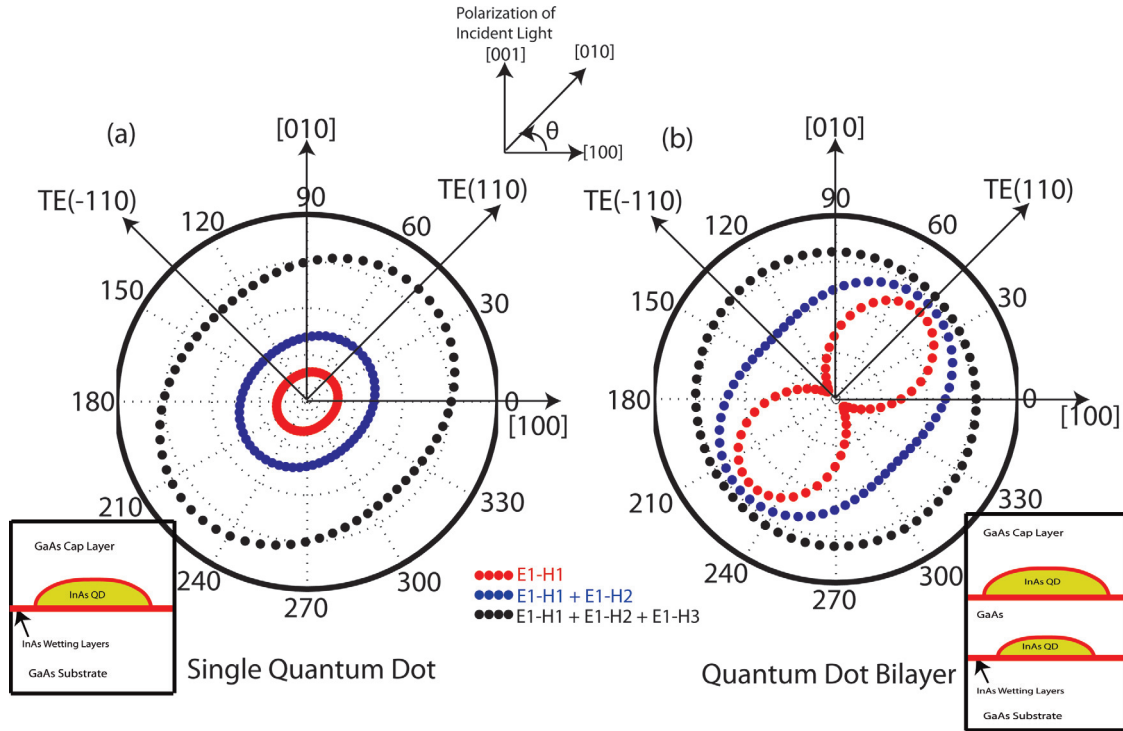 Polarization of
Incident Light
[001]
[010]
θ
[100]
(a)
[010]
TE(-110)
TE(110)
90
120
60
150
30
180
0
[100]
210
330
240
300
270
(b)
[010]
TE(-110)
TE(110)
90
120
60
150
30
180
0
[100]
210
330
240
300
270
GaAs Cap Layer
InAs QD
InAs Wetting Layers
GaAs Substrate
Single Quantum Dot
E1-H1
E1-H1 + E1-H2
E1-H1 + E1-H2 + E1-H3
Quantum Dot Bilayer
GaAs Cap Layer
InAs QD
GaAs
InAs QD
InAs Wetting Layers
GaAs Substrate